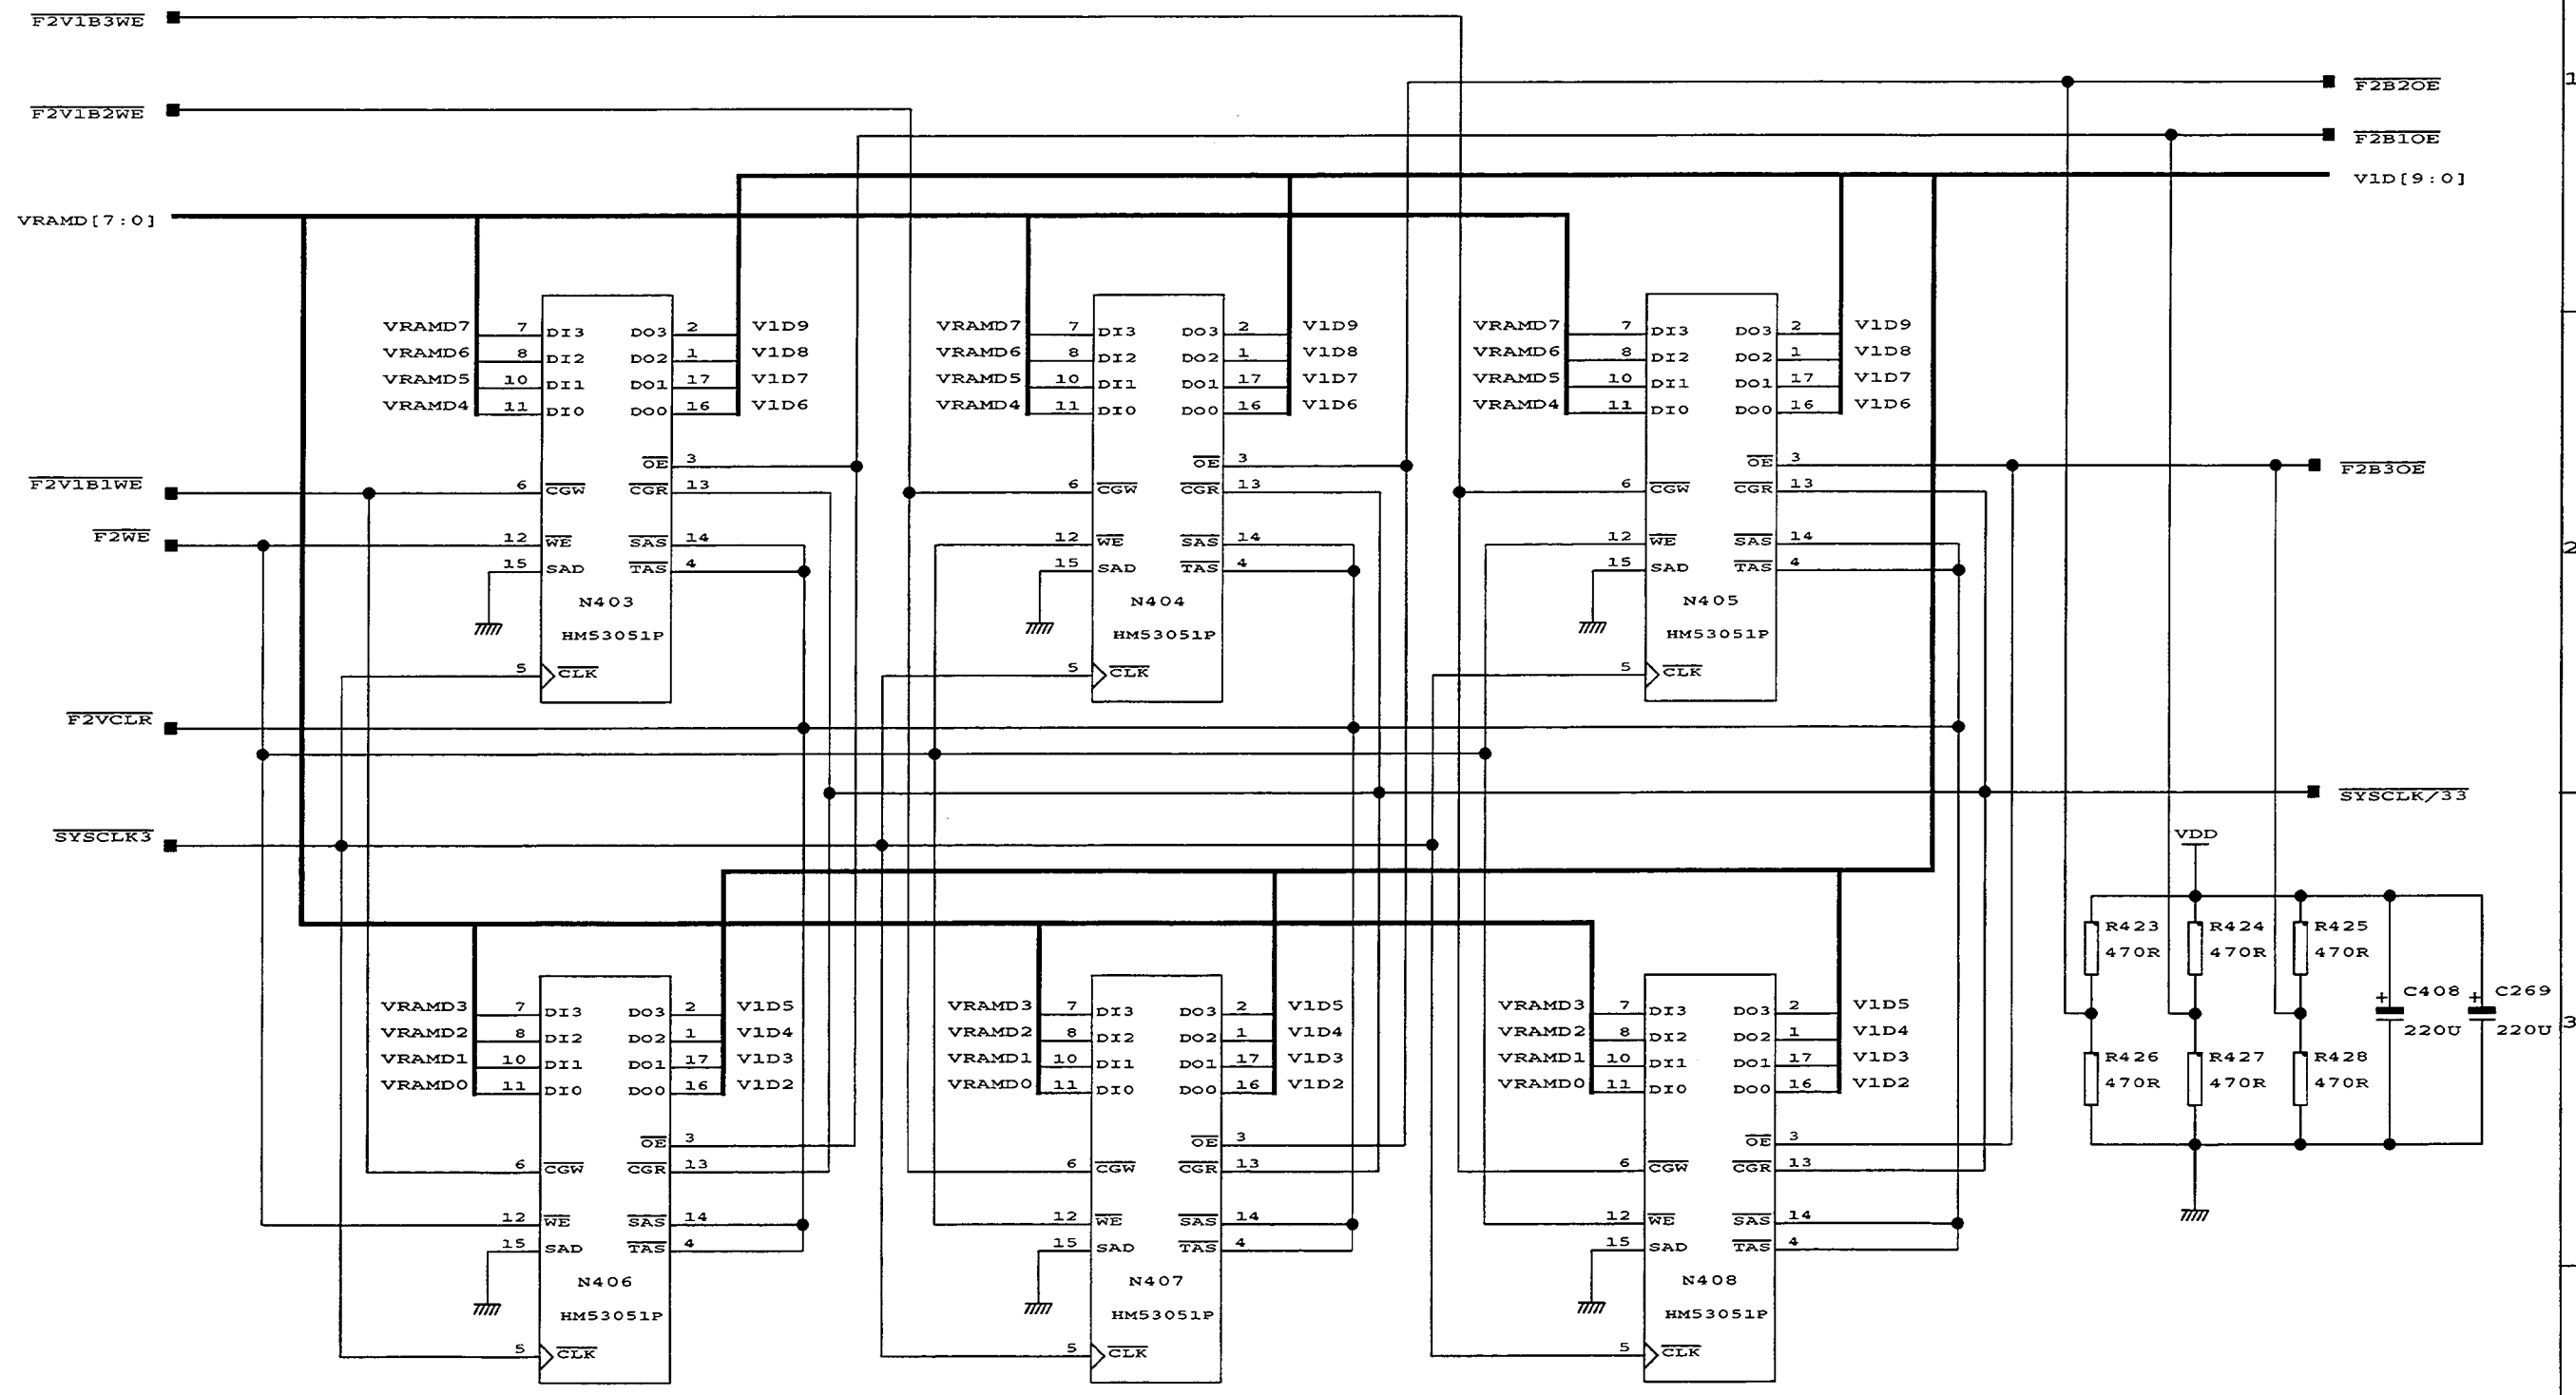 F2V1B3WE
F2V1B2WE
VRAMD[7:0]
F2V1B1WE
F2WE
F2VCLR
SYSCLK3
F2B2OE
F2B1OE
V1D[9:0]
F2B3OE
SYSCLK/33
1
2
3
VRAMD7 7 DI3 DO3 2 V1D9
VRAMD6 8 DI2 DO2 1 V1D8
VRAMD5 10 DI1 DO1 17 V1D7
VRAMD4 11 DI0 DO0 16 V1D6
OE 3
6 CGW CGR 13
12 WE SAS 14
15 SAD TAS 4
N403
HM53051P
5 CLK
VRAMD7 7 DI3 DO3 2 V1D9
VRAMD6 8 DI2 DO2 1 V1D8
VRAMD5 10 DI1 DO1 17 V1D7
VRAMD4 11 DI0 DO0 16 V1D6
OE 3
6 CGW CGR 13
12 WE SAS 14
15 SAD TAS 4
N404
HM53051P
5 CLK
VRAMD7 7 DI3 DO3 2 V1D9
VRAMD6 8 DI2 DO2 1 V1D8
VRAMD5 10 DI1 DO1 17 V1D7
VRAMD4 11 DI0 DO0 16 V1D6
OE 3
6 CGW CGR 13
12 WE SAS 14
15 SAD TAS 4
N405
HM53051P
5 CLK
VRAMD3 7 DI3 DO3 2 V1D5
VRAMD2 8 DI2 DO2 1 V1D4
VRAMD1 10 DI1 DO1 17 V1D3
VRAMD0 11 DI0 DO0 16 V1D2
OE 3
6 CGW CGR 13
12 WE SAS 14
15 SAD TAS 4
N406
HM53051P
5 CLK
VRAMD3 7 DI3 DO3 2 V1D5
VRAMD2 8 DI2 DO2 1 V1D4
VRAMD1 10 DI1 DO1 17 V1D3
VRAMD0 11 DI0 DO0 16 V1D2
OE 3
6 CGW CGR 13
12 WE SAS 14
15 SAD TAS 4
N407
HM53051P
5 CLK
VRAMD3 7 DI3 DO3 2 V1D5
VRAMD2 8 DI2 DO2 1 V1D4
VRAMD1 10 DI1 DO1 17 V1D3
VRAMD0 11 DI0 DO0 16 V1D2
OE 3
6 CGW CGR 13
12 WE SAS 14
15 SAD TAS 4
N408
HM53051P
5 CLK
VDD
R423 R424 R425
470R 470R 470R
+ C408 + C269
220U 220U
R426 R427 R428
470R 470R 470R